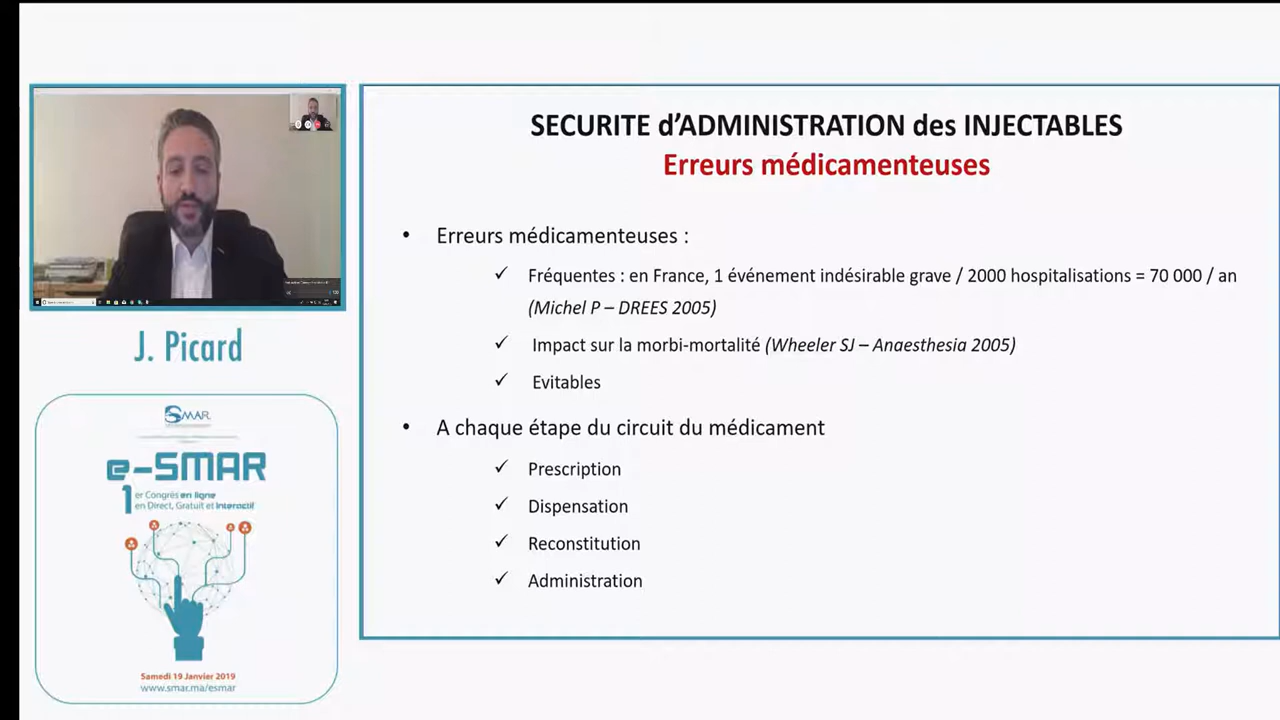 SECURITE d'ADMINISTRATION des INJECTABLES
Erreurs médicamenteuses
• Erreurs médicamenteuses :
✓ Fréquentes : en France, 1 événement indésirable grave / 2000 hospitalisations = 70 000 / an
(Michel P – DREES 2005)
✓ Impact sur la morbi-mortalité (Wheeler SJ – Anaesthesia 2005)
✓ Evitables
• A chaque étape du circuit du médicament
✓ Prescription
✓ Dispensation
✓ Reconstitution
✓ Administration
J. Picard
SMAR
e-SMAR
1er Congrès en ligne
en Direct, Gratuit et Interactif
Samedi 19 Janvier 2019
www.smar.ma/esmar